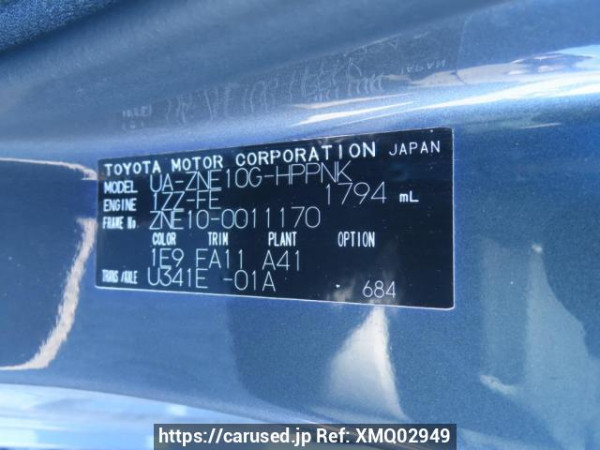 TOYOTA MOTOR CORPORATION JAPAN
MODEL UA-ZNE10G-HPPNK
ENGINE 1ZZ-FE 1794 mL
FRAME No. ZNE10-0011170
COLOR TRIM PLANT OPTION
1E9 FA11 A41
TRANS/AXLE U341E -01A
684
https://carused.jp Ref: XMQ02949